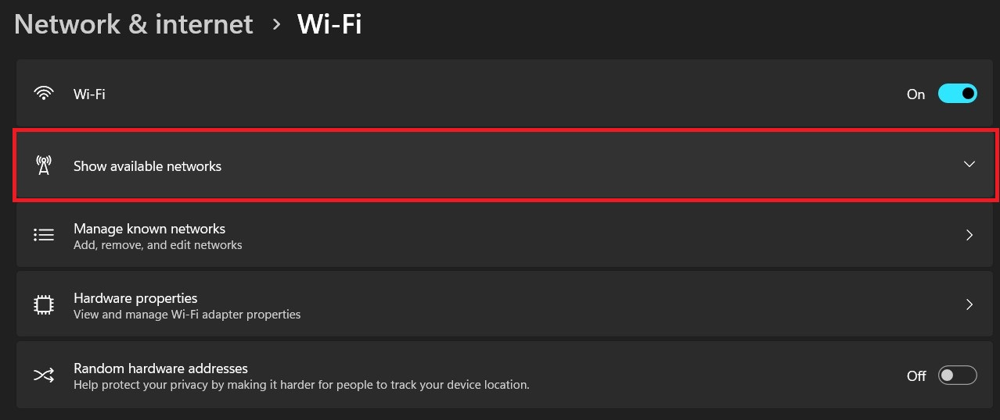 Network & internet > Wi-Fi
Wi-Fi
On
Show available networks
Manage known networks
Add, remove, and edit networks
Hardware properties
View and manage Wi-Fi adapter properties
Random hardware addresses
Help protect your privacy by making it harder for people to track your device location.
Off